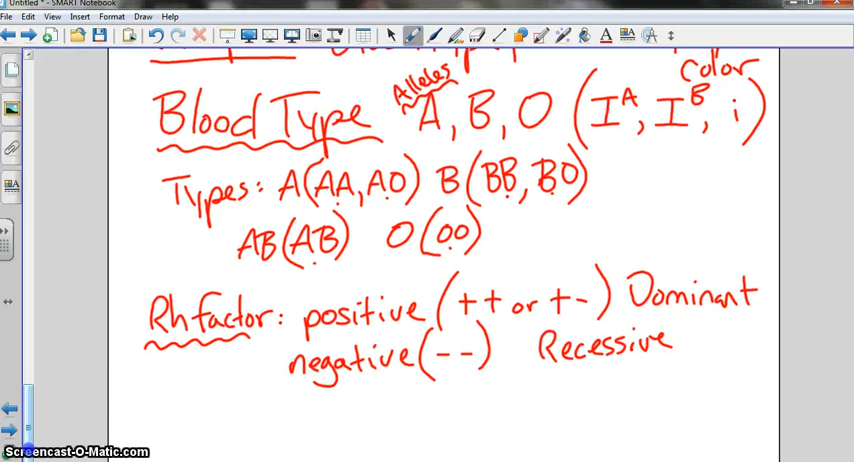 Untitled * - SMART Notebook
File Edit View Insert Format Draw Help
color
Alleles
Blood Type A, B, O (I^A, I^B, i)
Types: A (AA, AO) B (BB, BO)
AB (AB) O (OO)
Rh factor: positive (++ or +-) Dominant
negative (--) Recessive
Screencast-O-Matic.com